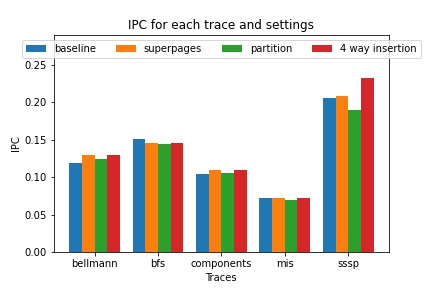 IPC for each trace and settings
baseline superpages partition 4 way insertion
0.25
0.20
0.15
0.10
0.05
0.00
IPC
bellmann bfs components mis sssp
Traces